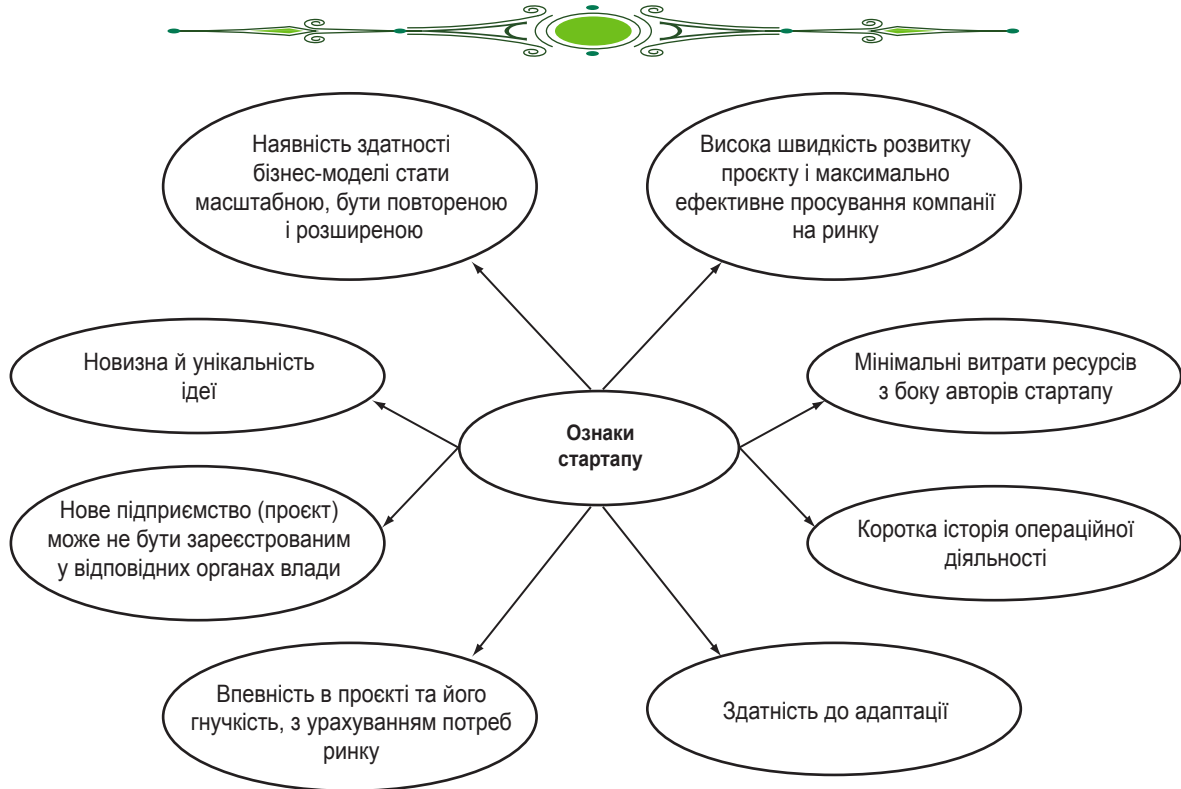 Наявність здатності
бізнес-моделі стати
масштабною, бути повтореною
і розширеною
Висока швидкість розвитку
проєкту і максимально
ефективне просування компанії
на ринку
Новизна й унікальність
ідеї
Мінімальні витрати ресурсів
з боку авторів стартапу
Ознаки
стартапу
Нове підприємство (проєкт)
може не бути зареєстрованим
у відповідних органах влади
Коротка історія операційної
діяльності
Впевність в проєкті та його
гнучкість, з урахуванням потреб
ринку
Здатність до адаптації